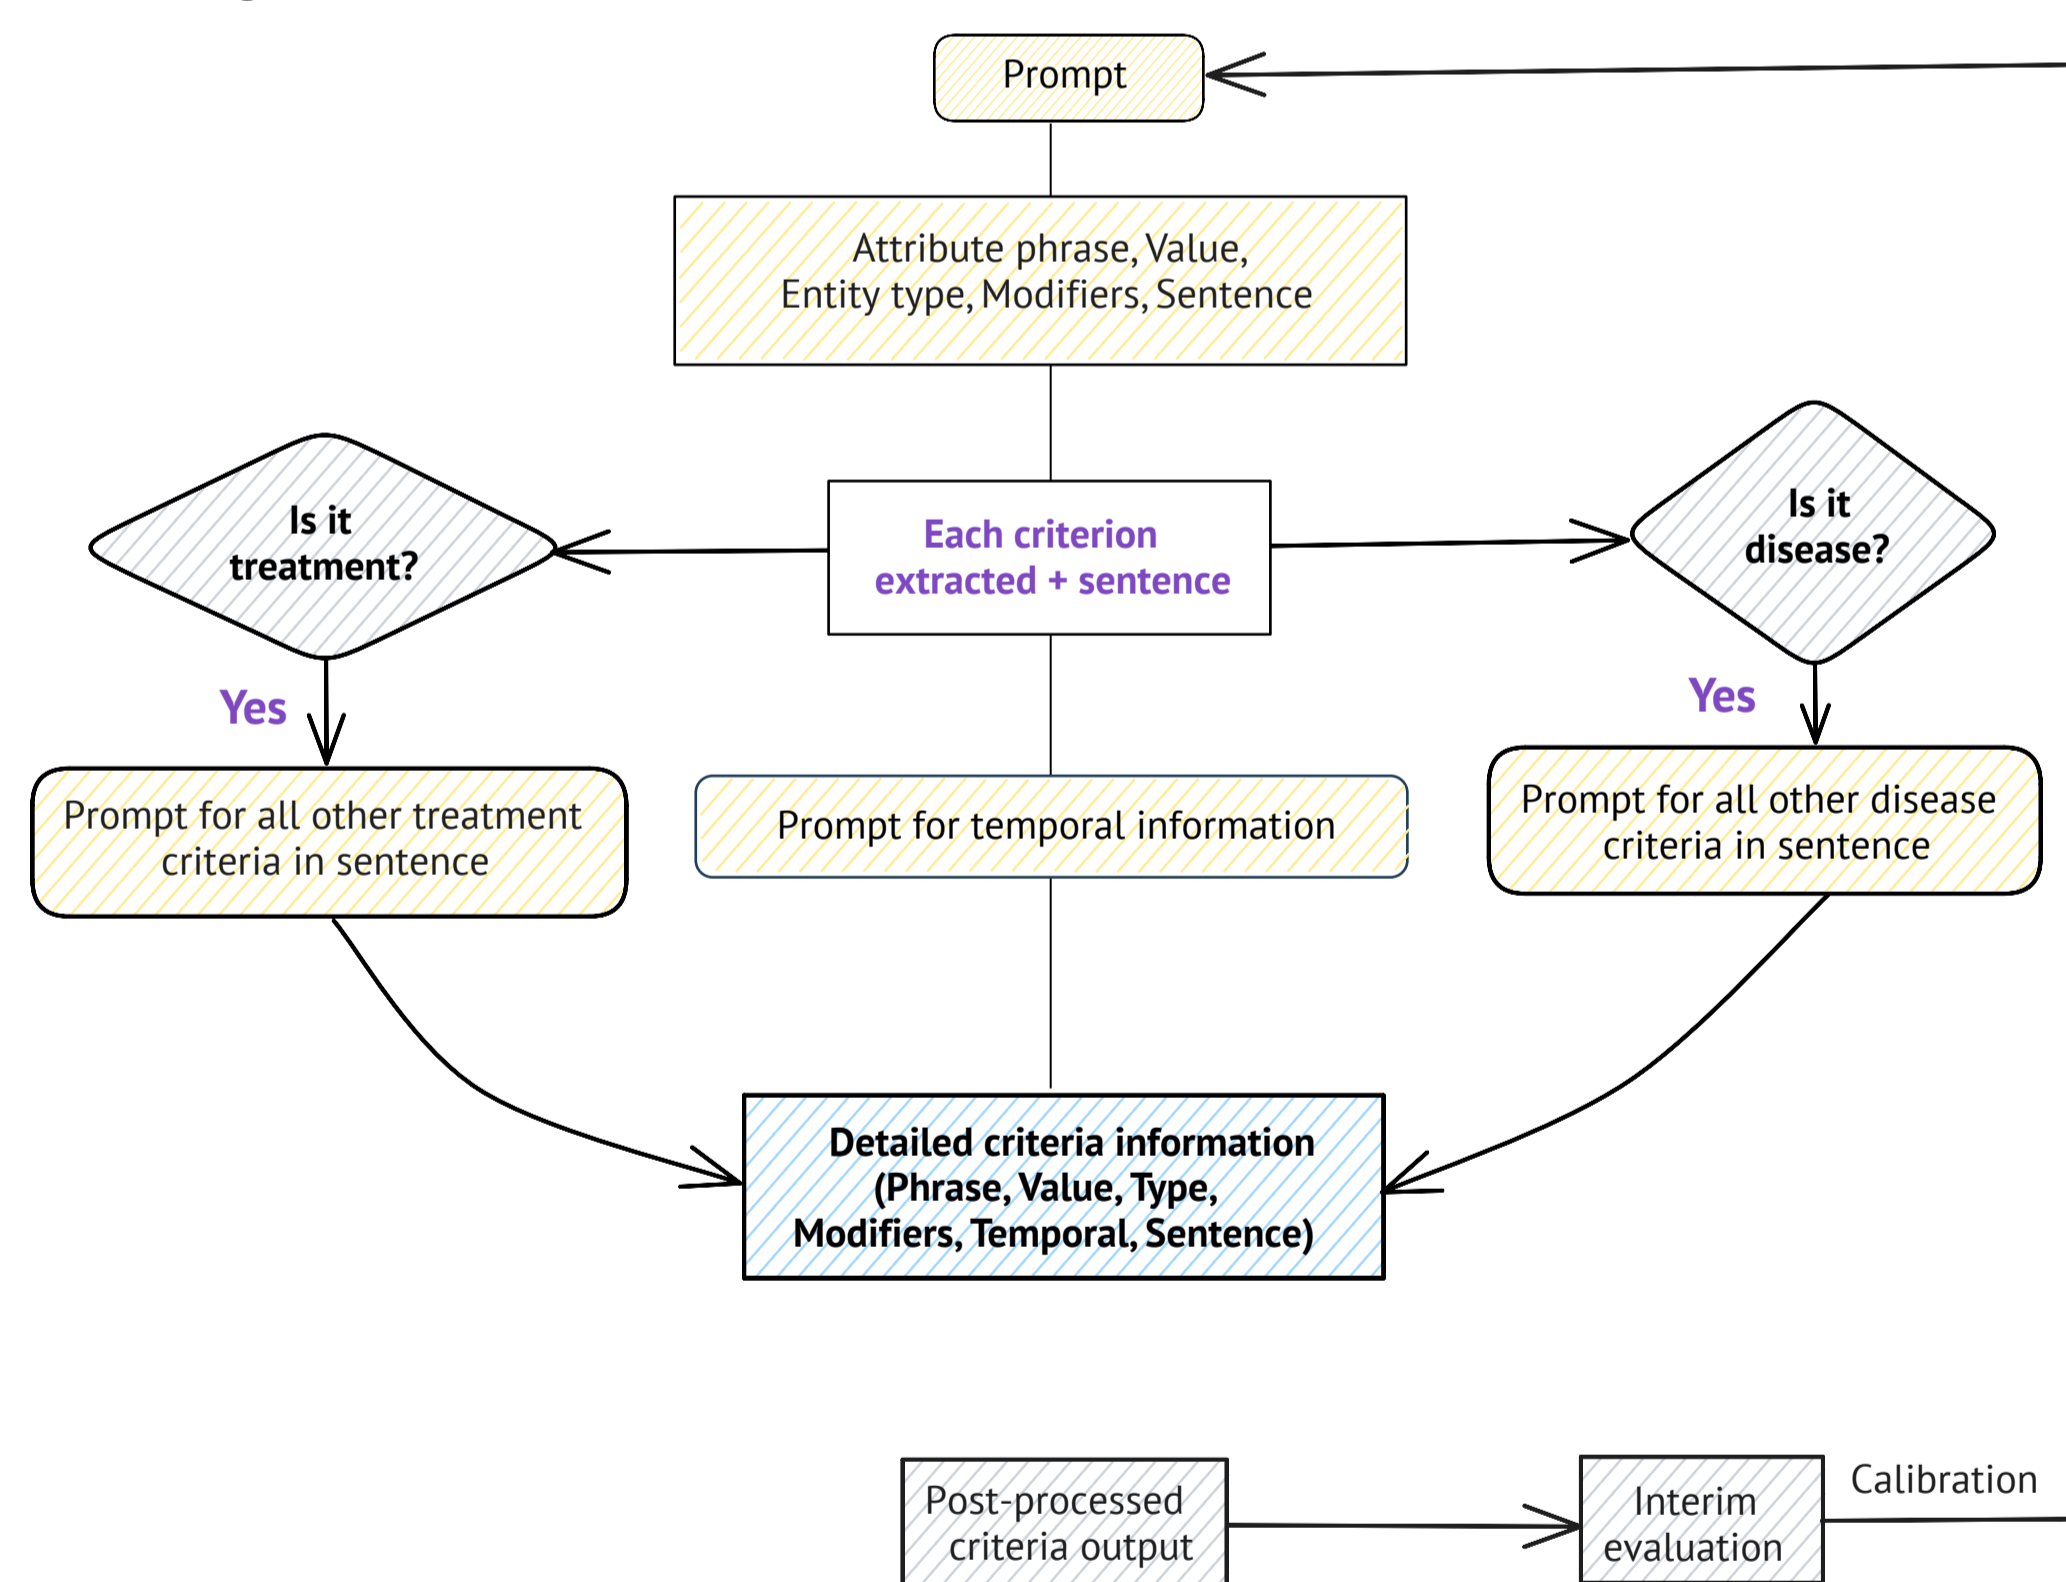 Prompt
Attribute phrase, Value,
Entity type, Modifiers, Sentence
Is it
treatment?
Each criterion
extracted + sentence
Is it
disease?
Yes
Yes
Prompt for all other treatment
criteria in sentence
Prompt for temporal information
Prompt for all other disease
criteria in sentence
Detailed criteria information
(Phrase, Value, Type,
Modifiers, Temporal, Sentence)
Post-processed
criteria output
Interim
evaluation
Calibration